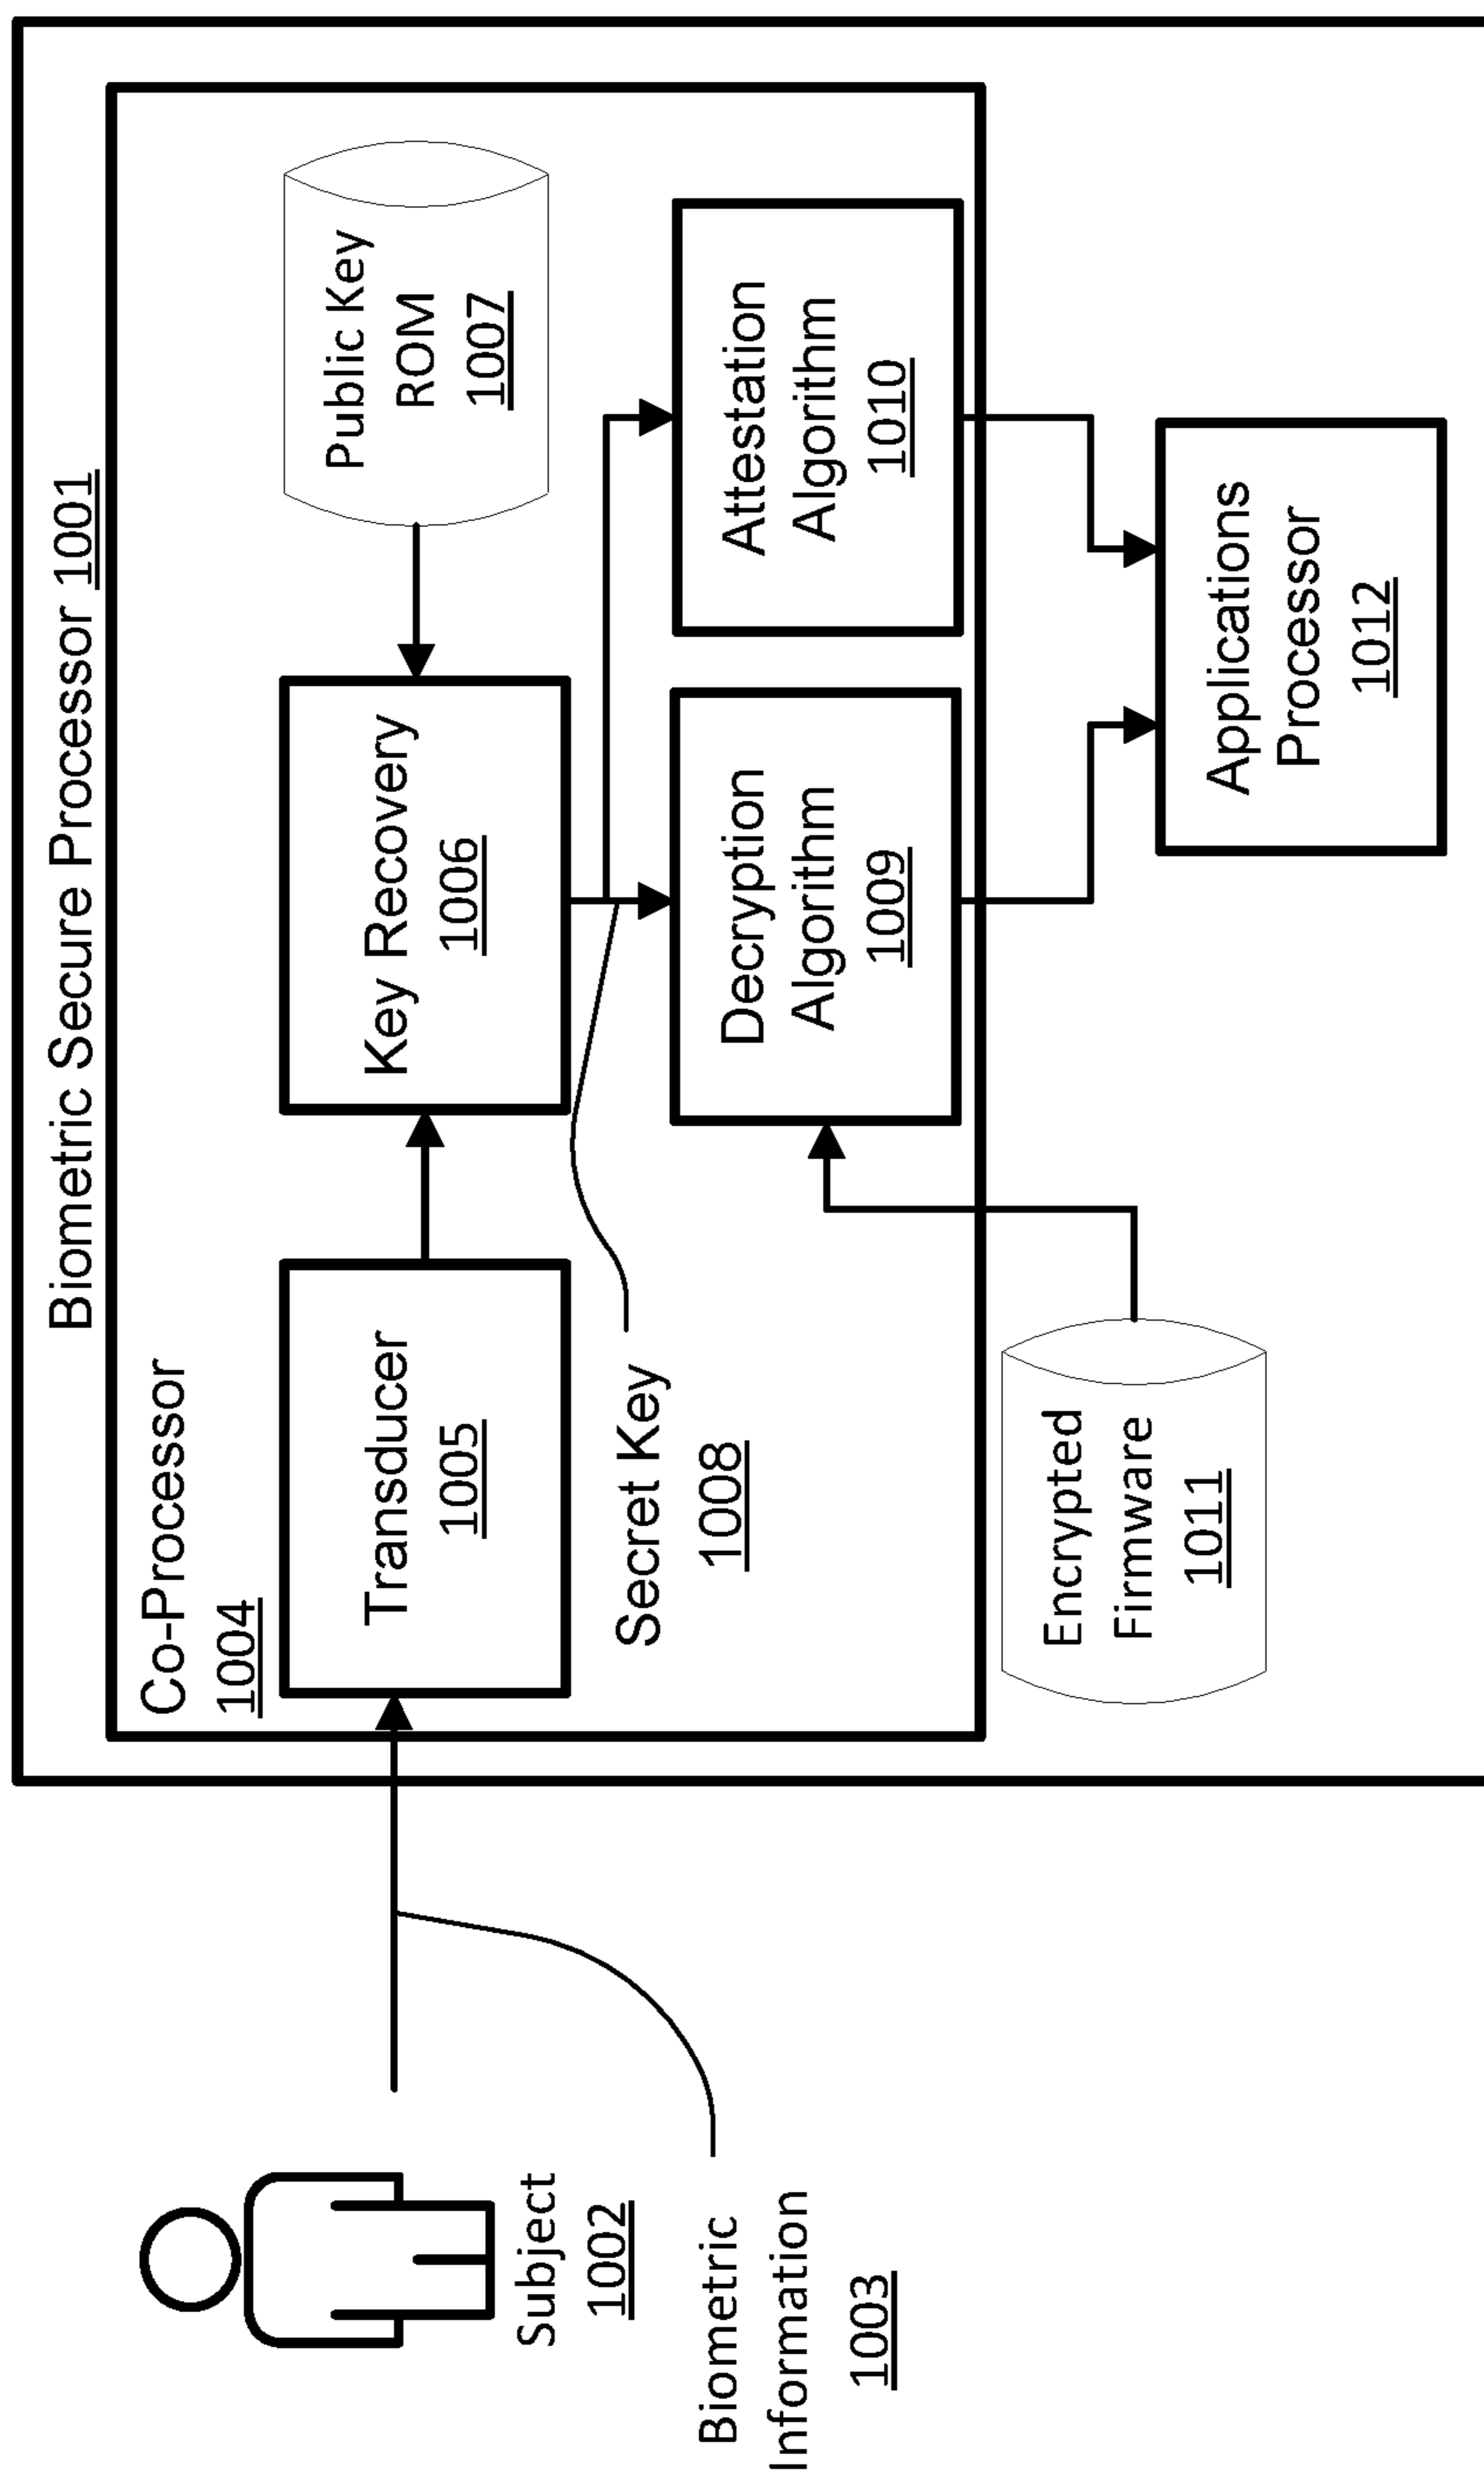 Biometric Secure Processor 1001
Co-Processor
1004
Subject
1002
Biometric
Information
1003
Transducer
1005
Key Recovery
1006
Public Key
ROM
1007
Secret Key
1008
Decryption
Algorithm
1009
Attestation
Algorithm
1010
Encrypted
Firmware
1011
Applications
Processor
1012